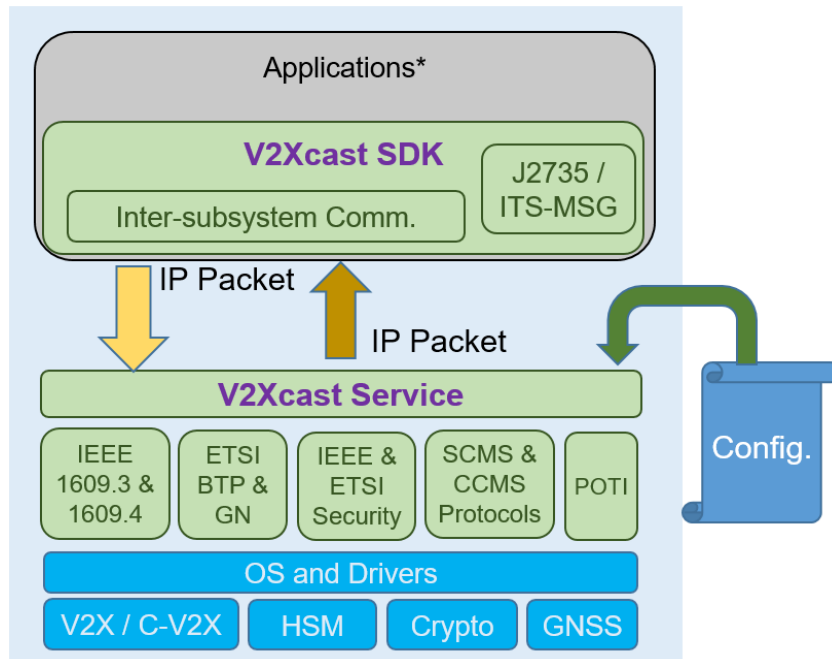 Applications*
V2Xcast SDK
J2735 /
ITS-MSG
Inter-subsystem Comm.
IP Packet
IP Packet
V2Xcast Service
Config.
IEEE
1609.3 &
1609.4
ETSI
BTP &
GN
IEEE &
ETSI
Security
SCMS &
CCMS
Protocols
POTI
OS and Drivers
V2X / C-V2X
HSM
Crypto
GNSS